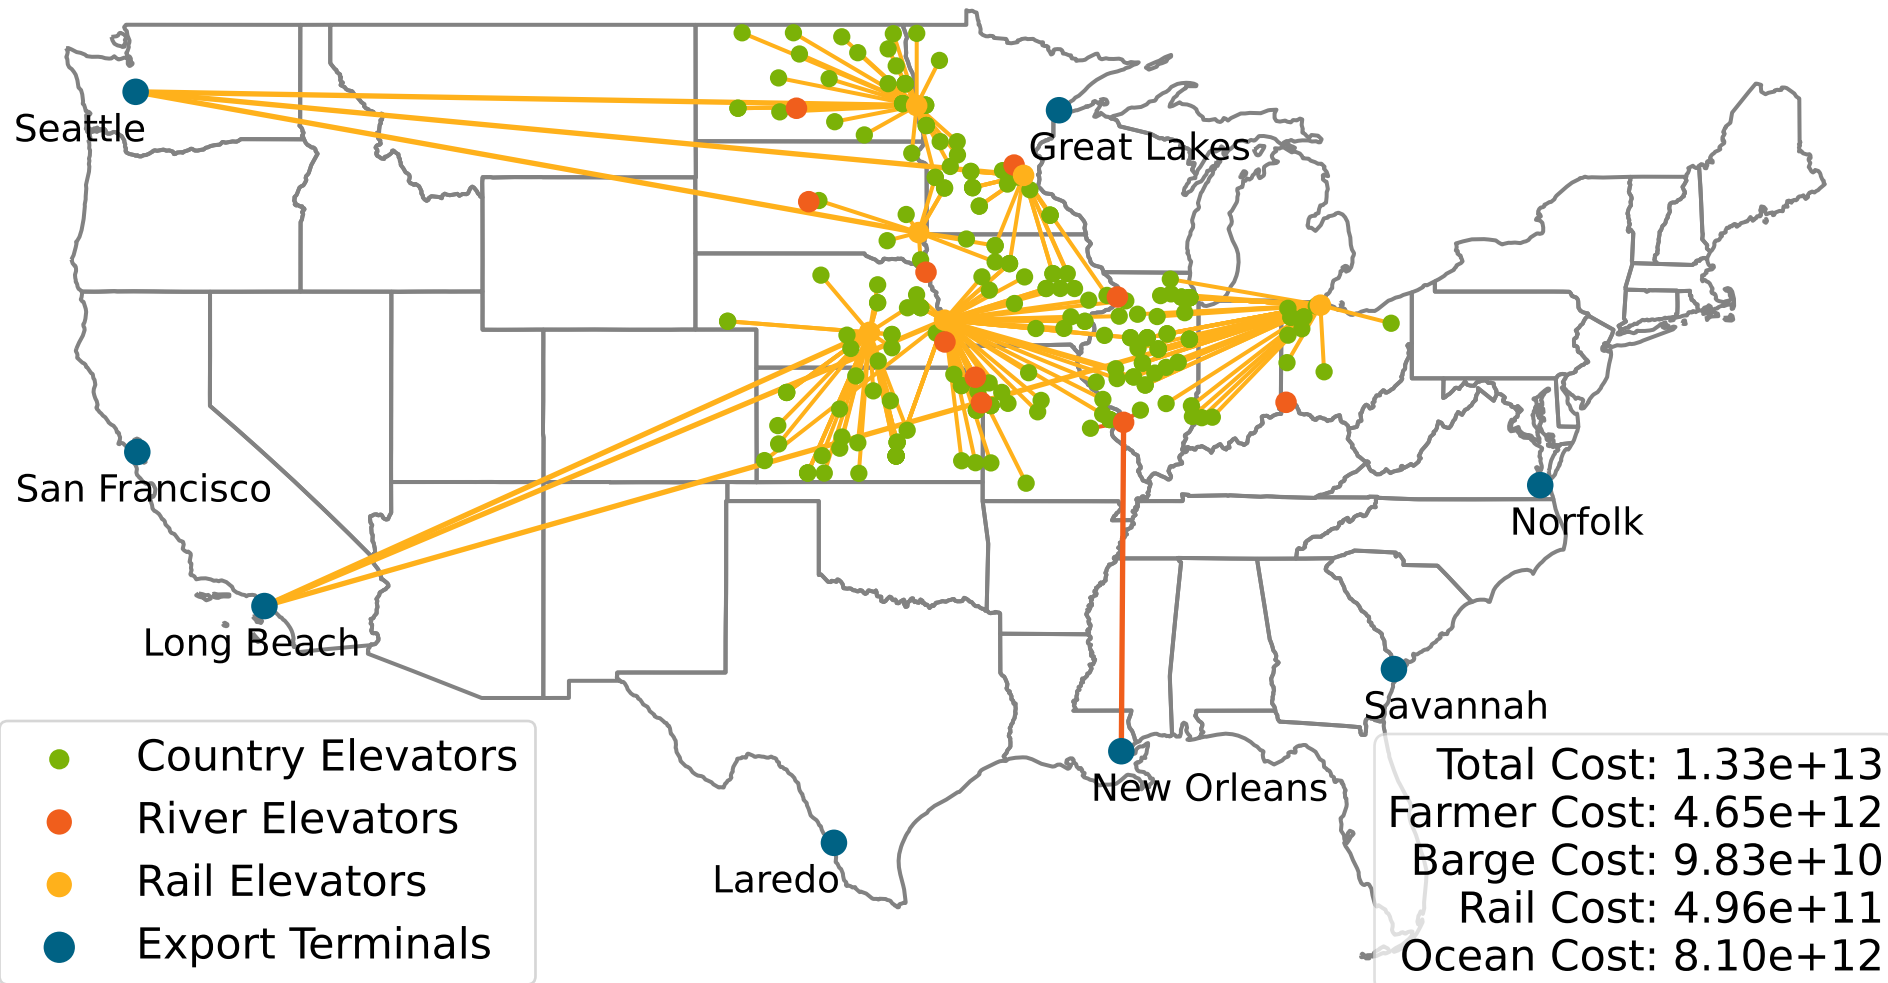 Seattle
Great Lakes
San Francisco
Norfolk
Long Beach
Savannah
New Orleans
Laredo
Country Elevators
River Elevators
Rail Elevators
Export Terminals
Total Cost: 1.33e+13
Farmer Cost: 4.65e+12
Barge Cost: 9.83e+10
Rail Cost: 4.96e+11
Ocean Cost: 8.10e+12